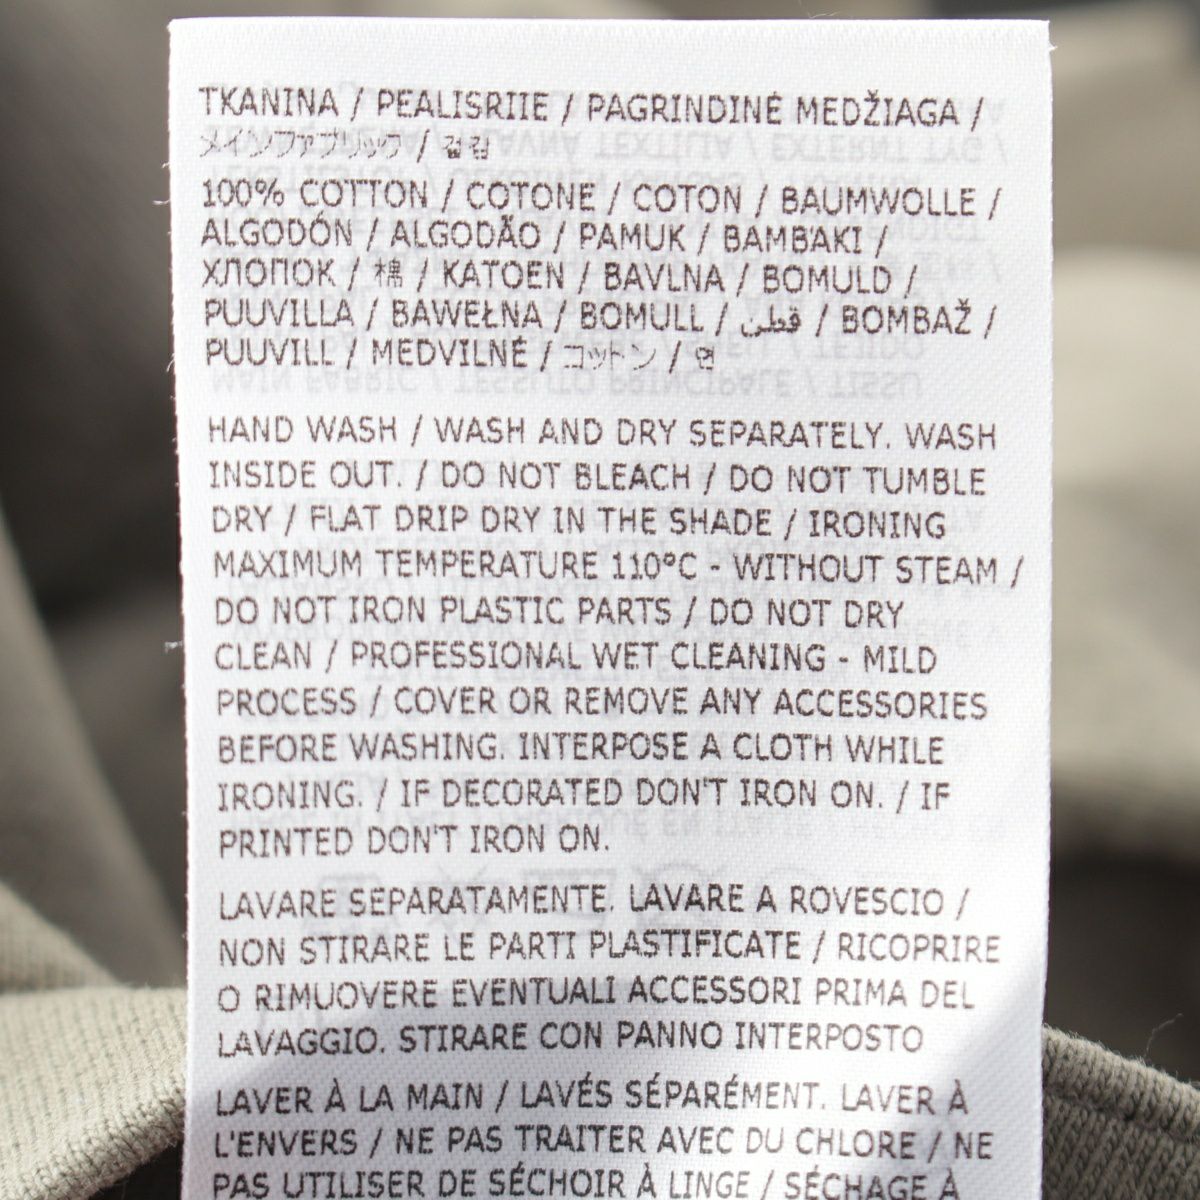 TKANINA / PEALISRIIE / PAGRINDINĖ MEDŽIAGA /
メインファブリック / 겉감
100% COTTON / COTONE / COTON / BAUMWOLLE /
ALGODÓN / ALGODÃO / PAMUK / BAMBAKI /
ХЛОПОК / 棉 / KATOEN / BAVLNA / BOMULD /
PUUVILLA / BAWEŁNA / BOMULL / قطن / BOMBAŽ /
PUUVILL / MEDVILNĖ / コットン / 면
HAND WASH / WASH AND DRY SEPARATELY. WASH
INSIDE OUT. / DO NOT BLEACH / DO NOT TUMBLE
DRY / FLAT DRIP DRY IN THE SHADE / IRONING
MAXIMUM TEMPERATURE 110°C - WITHOUT STEAM /
DO NOT IRON PLASTIC PARTS / DO NOT DRY
CLEAN / PROFESSIONAL WET CLEANING - MILD
PROCESS / COVER OR REMOVE ANY ACCESSORIES
BEFORE WASHING. INTERPOSE A CLOTH WHILE
IRONING. / IF DECORATED DON'T IRON ON. / IF
PRINTED DON'T IRON ON.
LAVARE SEPARATAMENTE. LAVARE A ROVESCIO /
NON STIRARE LE PARTI PLASTIFICATE / RICOPRIRE
O RIMUOVERE EVENTUALI ACCESSORI PRIMA DEL
LAVAGGIO. STIRARE CON PANNO INTERPOSTO
LAVER À LA MAIN / LAVÉS SÉPARÉMENT. LAVER À
L'ENVERS / NE PAS TRAITER AVEC DU CHLORE / NE
PAS UTILISER DE SÉCHOIR À LINGE / SÉCHAGE À